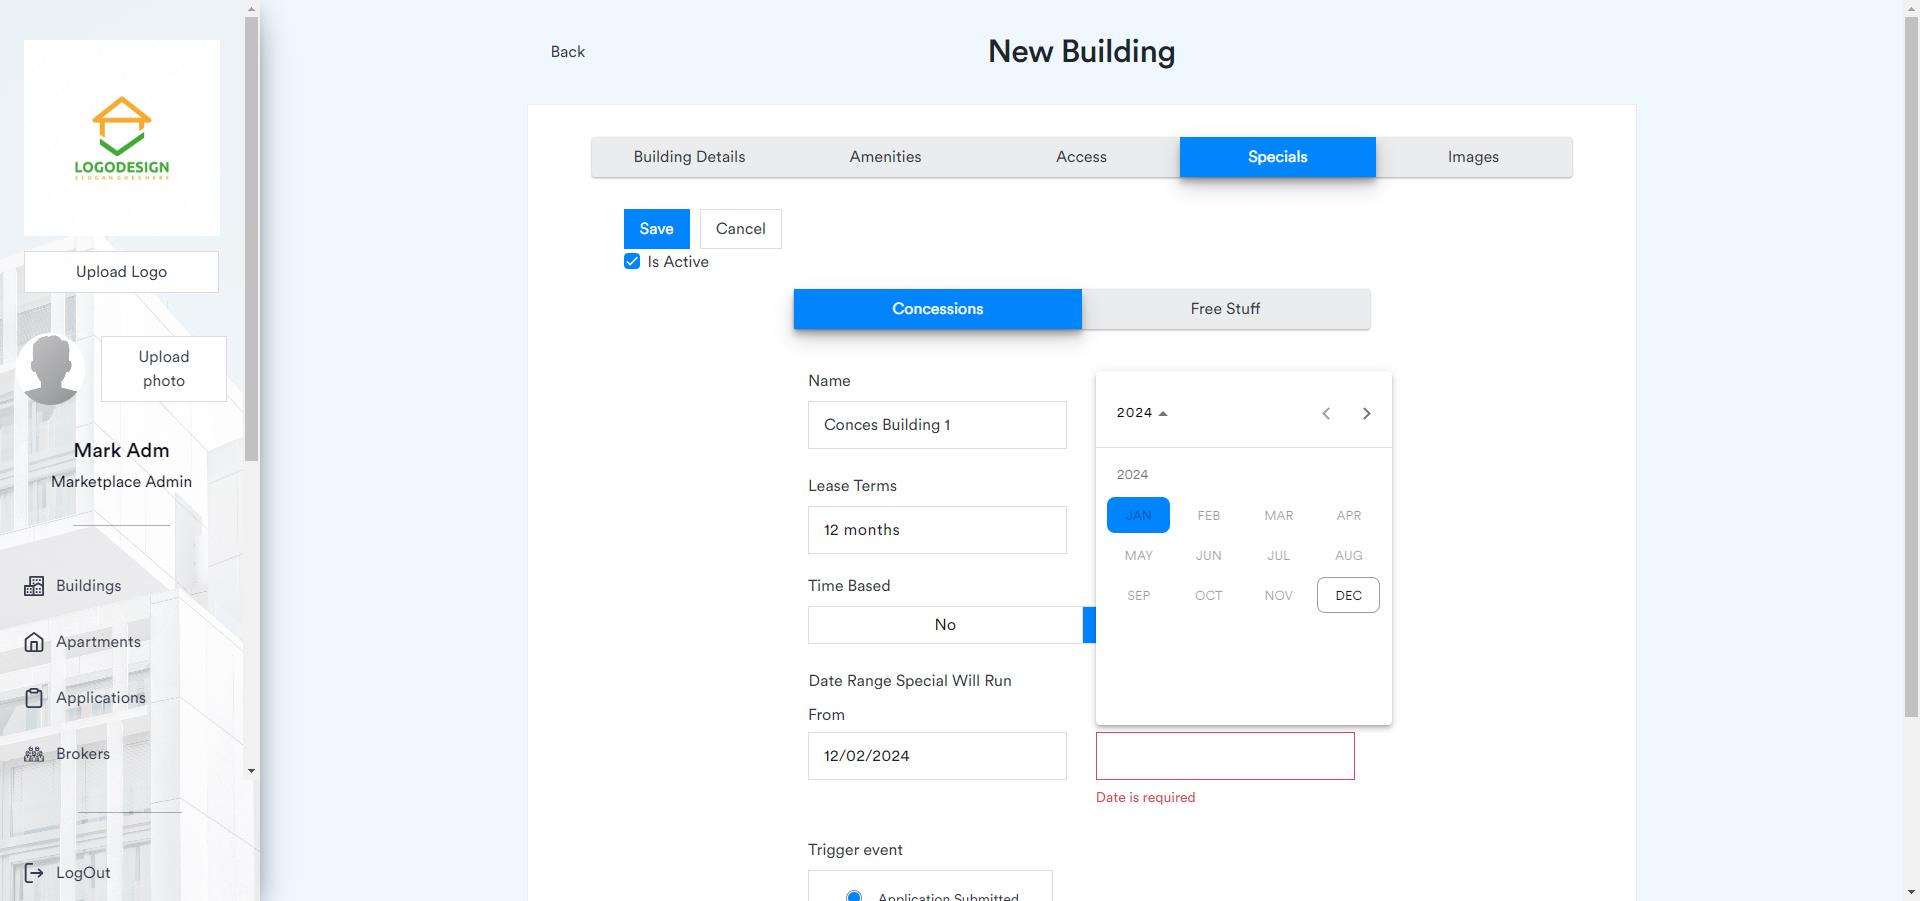 LOGODESIGN
SLOGAN GOES HERE
Upload Logo
Upload
photo
Mark Adm
Marketplace Admin
Buildings
Apartments
Applications
Brokers
LogOut
Back
New Building
Building Details
Amenities
Access
Specials
Images
Save
Cancel
Is Active
Concessions
Free Stuff
Name
Conces Building 1
Lease Terms
12 months
Time Based
No
Date Range Special Will Run
From
12/02/2024
2024
2024
JAN FEB MAR APR
MAY JUN JUL AUG
SEP OCT NOV DEC
Date is required
Trigger event
Application Submitted